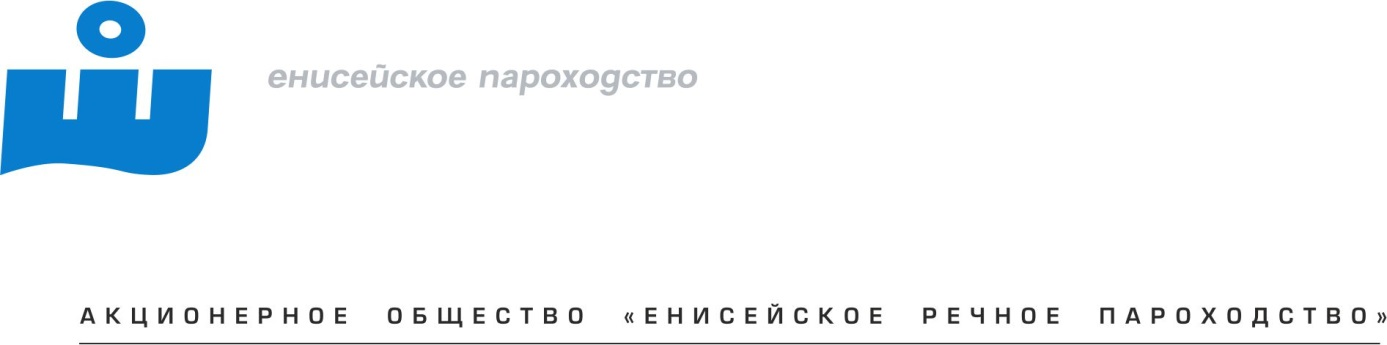 енисейское пароходство
АКЦИОНЕРНОЕ ОБЩЕСТВО «ЕНИСЕЙСКОЕ РЕЧНОЕ ПАРОХОДСТВО»